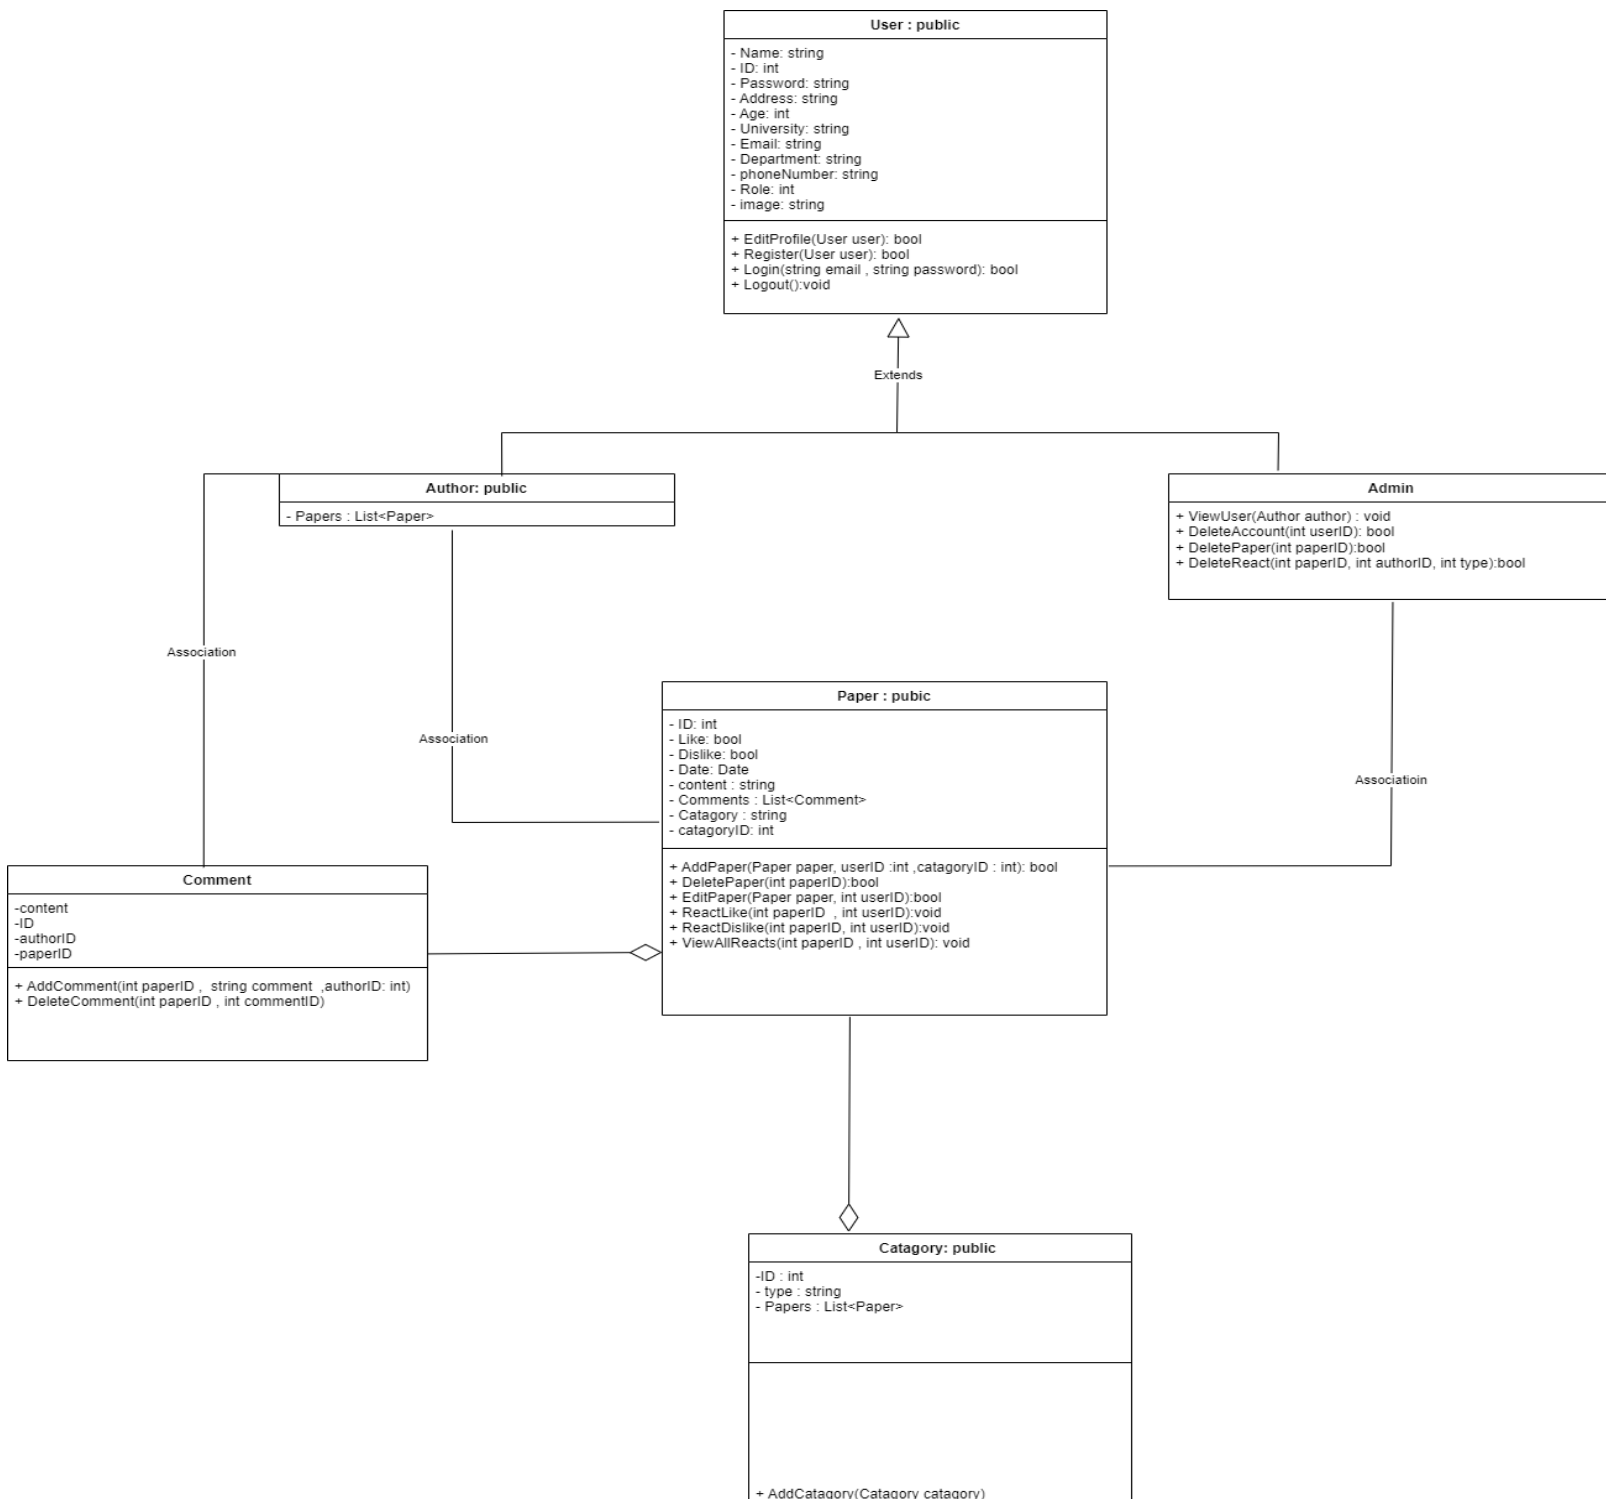 User : public
- Name: string
- ID: int
- Password: string
- Address: string
- Age: int
- University: string
- Email: string
- Department: string
- phoneNumber: string
- Role: int
- image: string
+ EditProfile(User user): bool
+ Register(User user): bool
+ Login(string email , string password): bool
+ Logout():void
Extends
Author: public
- Papers : List<Paper>
Admin
+ ViewUser(Author author) : void
+ DeleteAccount(int userID): bool
+ DeletePaper(int paperID):bool
+ DeleteReact(int paperID, int authorID, int type):bool
Association
Association
Associatioin
Paper : pubic
- ID: int
- Like: bool
- Dislike: bool
- Date: Date
- content : string
- Comments : List<Comment>
- Catagory : string
- catagoryID: int
+ AddPaper(Paper paper, userID :int ,catagoryID : int): bool
+ DeletePaper(int paperID):bool
+ EditPaper(Paper paper, int userID):bool
+ ReactLike(int paperID , int userID):void
+ ReactDislike(int paperID, int userID):void
+ ViewAllReacts(int paperID , int userID): void
Comment
-content
-ID
-authorID
-paperID
+ AddComment(int paperID , string comment ,authorID: int)
+ DeleteComment(int paperID , int commentID)
Catagory: public
-ID : int
- type : string
- Papers : List<Paper>
+ AddCatagory(Catagory catagory)